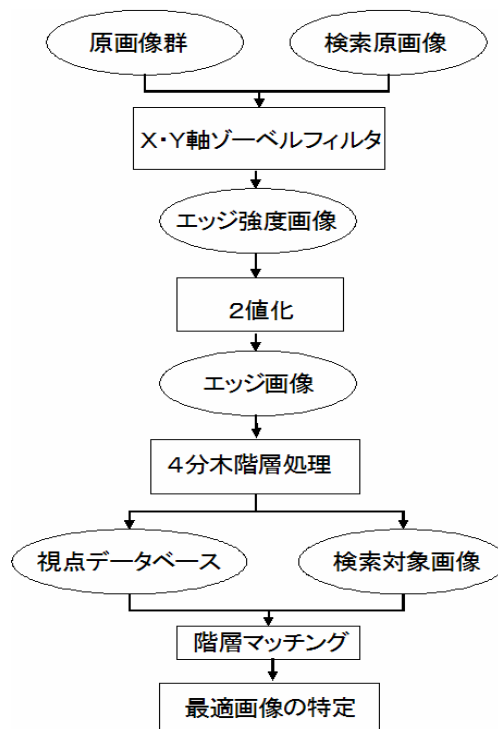 原画像群
検索原画像
X・Y軸ゾーベルフィルタ
エッジ強度画像
2値化
エッジ画像
4分木階層処理
視点データベース
検索対象画像
階層マッチング
最適画像の特定